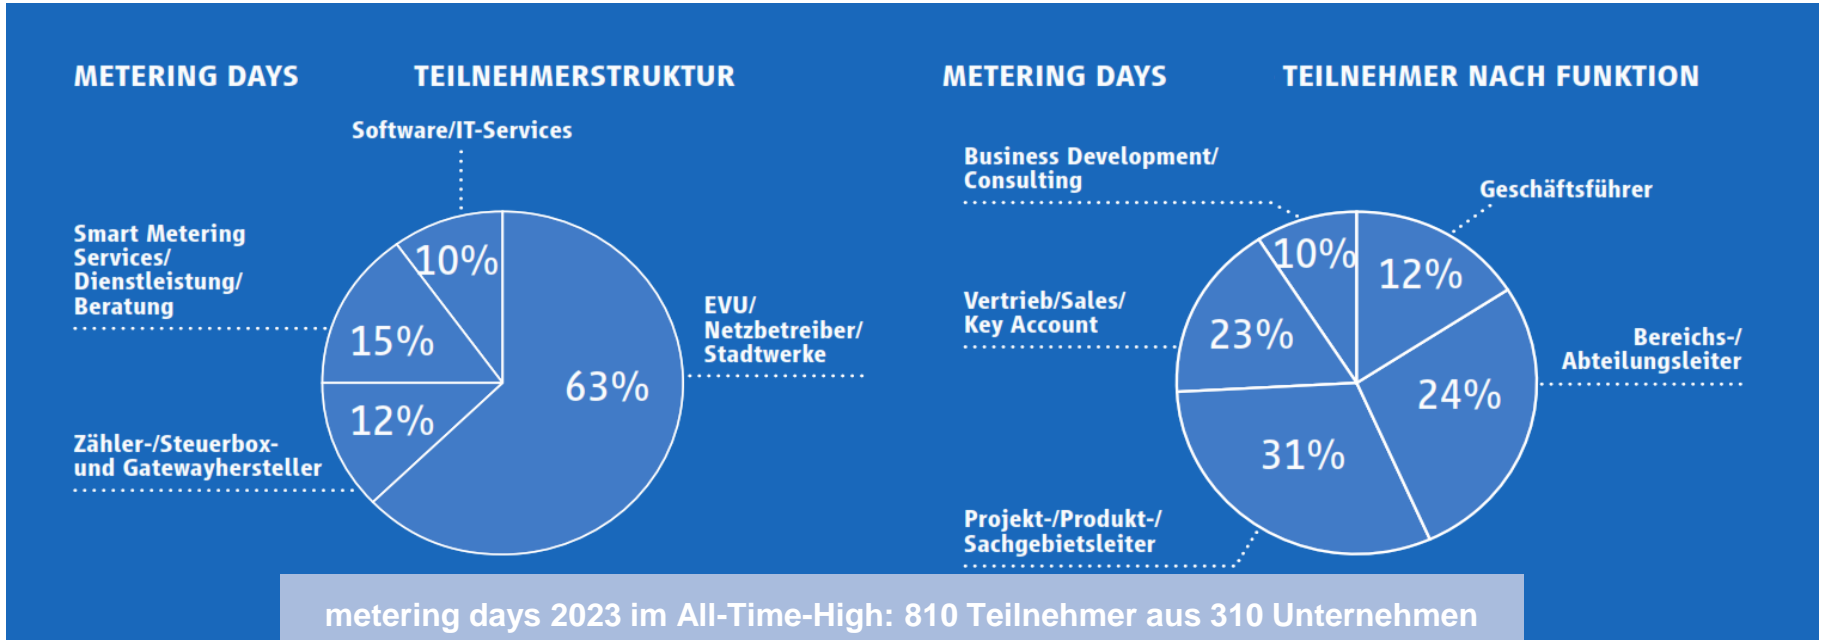 METERING DAYS TEILNEHMERSTRUKTUR
Software/IT-Services
Smart Metering
Services/
Dienstleistung/
Beratung
10%
15%
EVU/
Netzbetreiber/
Stadtwerke
63%
12%
Zähler-/Steuerbox-
und Gatewayhersteller
METERING DAYS TEILNEHMER NACH FUNKTION
Business Development/
Consulting
Geschäftsführer
10%
12%
Vertrieb/Sales/
Key Account
23%
Bereichs-/
Abteilungsleiter
24%
31%
Projekt-/Produkt-/
Sachgebietsleiter
metering days 2023 im All-Time-High: 810 Teilnehmer aus 310 Unternehmen